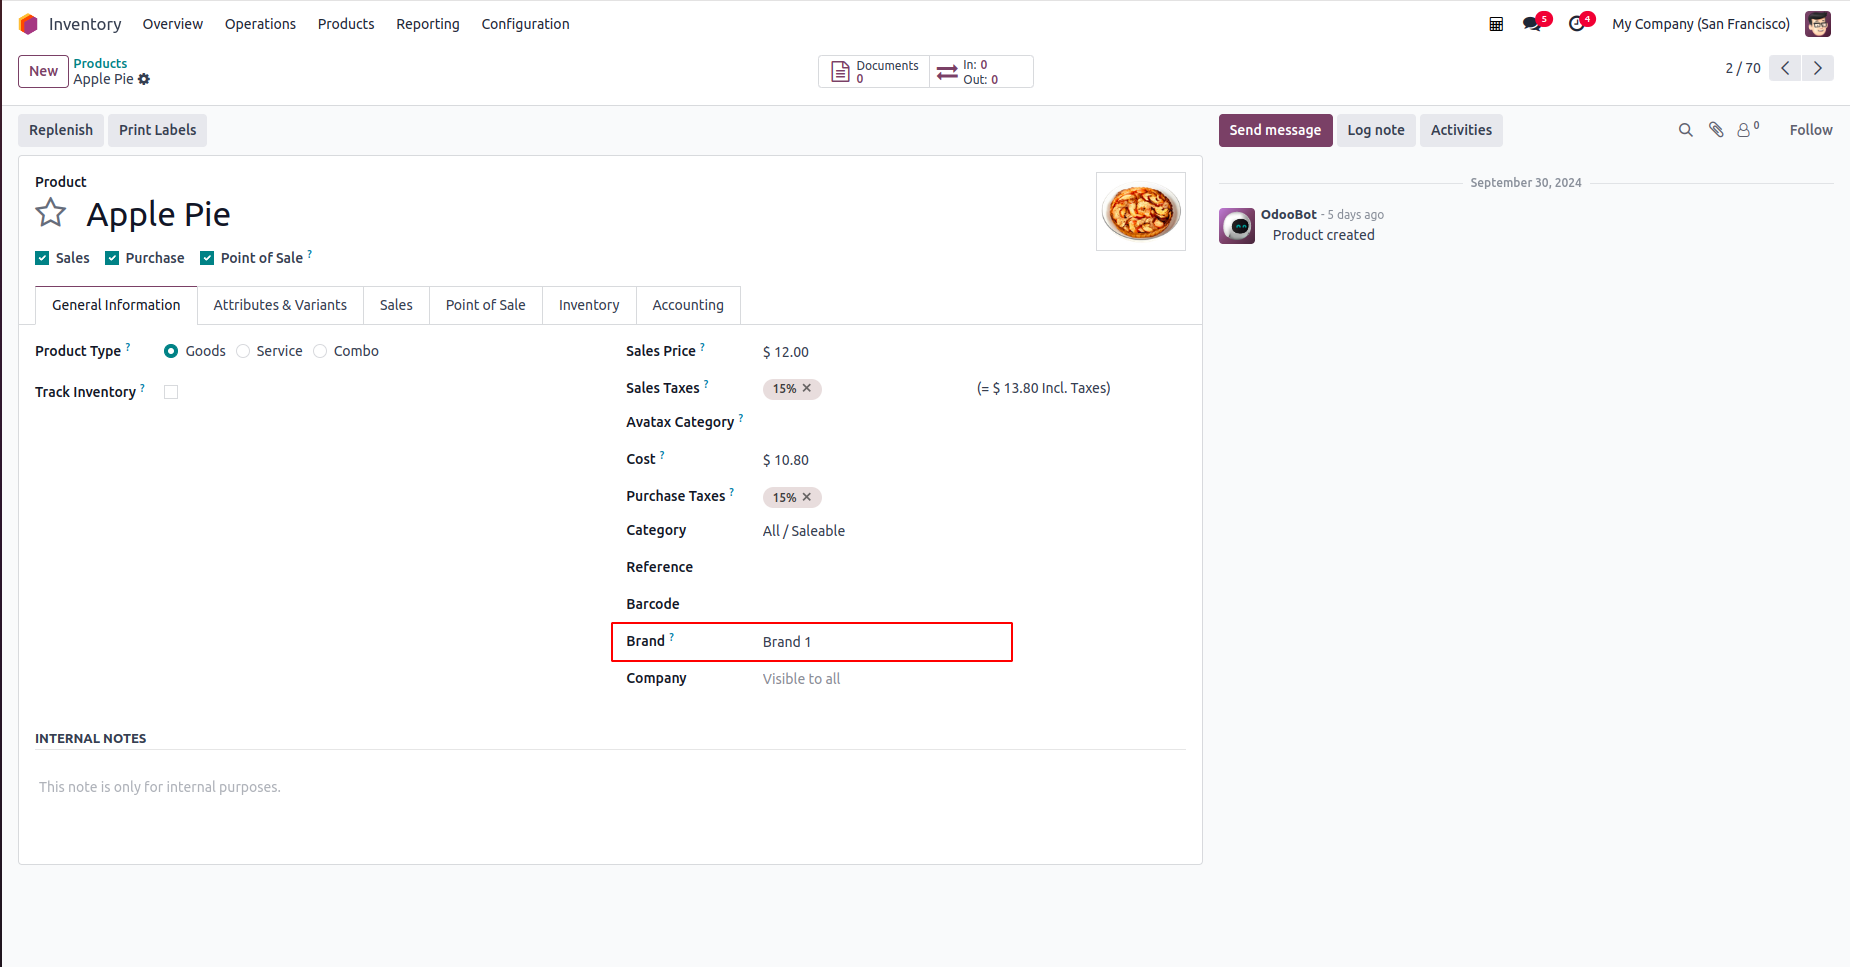 Inventory Overview Operations Products Reporting Configuration 5 4 My Company (San Francisco)
New Products
Apple Pie
Documents
0
In: 0
Out: 0
2 / 70
Replenish Print Labels
Send message Log note Activities 0 Follow
Product
Apple Pie
Sales Purchase Point of Sale ?
General Information Attributes & Variants Sales Point of Sale Inventory Accounting
Product Type ? Goods Service Combo
Track Inventory ?
Sales Price ? $ 12.00
Sales Taxes ? 15% × (= $ 13.80 Incl. Taxes)
Avatax Category ?
Cost ? $ 10.80
Purchase Taxes ? 15% ×
Category All / Saleable
Reference
Barcode
Brand ? Brand 1
Company Visible to all
INTERNAL NOTES
This note is only for internal purposes.
September 30, 2024
OdooBot - 5 days ago
Product created